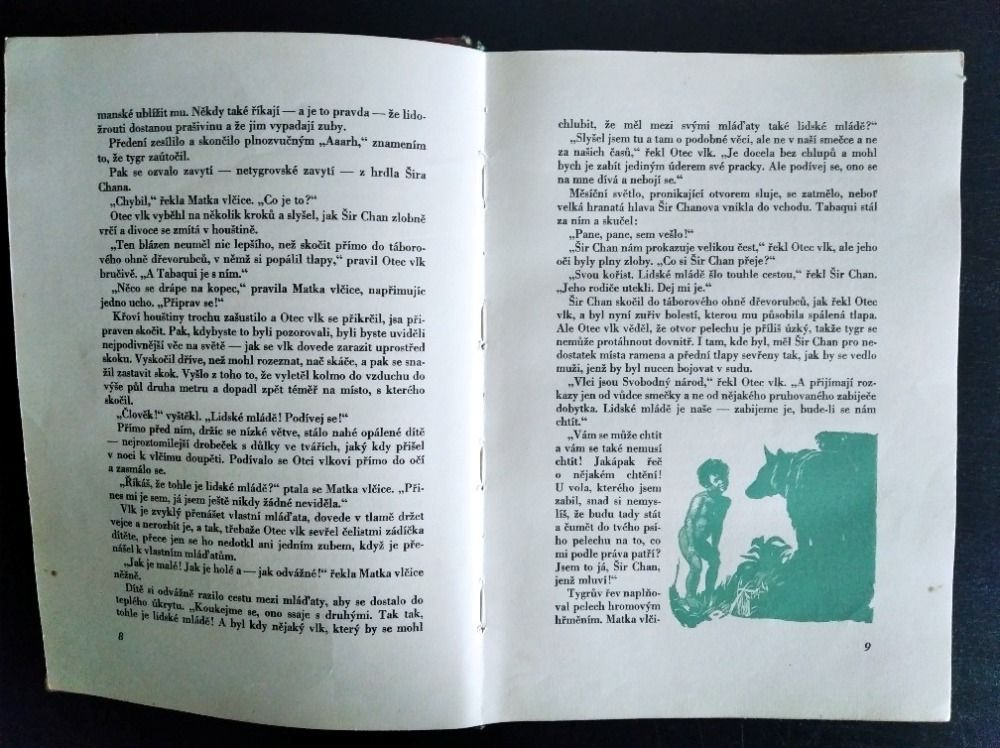 manské ublížit mu. Někdy také říkají — a je to pravda — že lido-
žrouti dostanou prašivinu a že jim vypadají zuby.
Předení zesílilo a skončilo plnozvučným „Aaarh,“ znamením
to, že tygr zaútočil.
Pak se ozvalo zavytí — netygrovské zavytí — z hrdla Šira
Chana.
„Chybil,“ řekla Matka vlčice. „Co je to?“
Otec vlk vyběhl na několik kroků a slyšel, jak Šir Chan zlobně
vrčí a divoce se zmítá v houštině.
„Ten blázen neuměl nic lepšího, než skočit přímo do táboro-
vého ohně dřevorubců, v němž si popálil tlapy,“ pravil Otec vlk
bručivě. „A Tabaqui je s ním.“
„Něco se drápe na kopec,“ pravila Matka vlčice, napřimujíc
jedno ucho. „Připrav se!“
Křoví houštiny trochu zašustilo a Otec vlk se přikrčil, jsa při-
praven skočit. Pak, kdybyste to byli pozorovali, byli byste uviděli
nejpodivnější věc na světě — jak se vlk dovede zarazit uprostřed
skoku. Vyskočil dříve, než mohl rozeznat, nač skáče, a pak se sna-
žil zastavit skok. Vyšlo z toho to, že vyletěl kolmo do vzduchu do
výše půl druha metru a dopadl zpět téměř na místo, s kterého
skočil.
„Člověk!“ vyštěkl. „Lidské mládě! Podívej se!“
Přímo před ním, držíc se nízké větve, stálo nahé opálené dítě
— nejroztomilejší drobeček s důlky ve tvářích, jaký kdy přišel
v noci k vlčímu doupěti. Podívalo se Otci vlkovi přímo do očí
a zasmálo se.
„Říkáš, že tohle je lidské mládě?“ ptala se Matka vlčice. „Při-
nes mi je sem, já jsem ještě nikdy žádné neviděla.“
Vlk je zvyklý přenášet vlastní mláďata, dovede v tlamě držet
vejce a nerozbít je, a tak, třebaže Otec vlk sevřel čelistmi zádíčka
dítěte, přece jen se ho nedotkl ani jedním zubem, když je pře-
nášel k vlastním mláďatům.
„Jak je malé! Jak je holé a — jak odvážné!“ řekla Matka vlčice
něžně.
Dítě si odvážně razilo cestu mezi mláďaty, aby se dostalo do
teplého úkrytu. „Koukejme se, ono ssaje s druhými. Tak tak,
tohle je lidské mládě! A byl kdy nějaký vlk, který by se mohl
8
chlubit, že měl mezi svými mláďaty také lidské mládě?“
„Slyšel jsem tu a tam o podobné věci, ale ne v naší smečce a ne
za našich časů,“ řekl Otec vlk. „Je docela bez chlupů a mohl
bych je zabít jediným úderem své pracky. Ale podívej se, ono se
na mne dívá a nebojí se.“
Měsíční světlo, pronikající otvorem sluje, se zatmělo, neboť
velká hranatá hlava Šir Chanova vnikla do vchodu. Tabaqui stál
za ním a skučel:
„Pane, pane, sem vešlo!“
„Šir Chan nám prokazuje velikou čest,“ řekl Otec vlk, ale jeho
oči byly plny zloby. „Co si Šir Chan přeje?“
„Svou kořist. Lidské mládě šlo touhle cestou,“ řekl Šir Chan.
„Jeho rodiče utekli. Dej mi je.“
Šir Chan skočil do táborového ohně dřevorubců, jak řekl Otec
vlk, a byl nyní zuřiv bolestí, kterou mu působila spálená tlapa.
Ale Otec vlk věděl, že otvor pelechu je příliš úzký, takže tygr se
nemůže protáhnout dovnitř. I tam, kde byl, měl Šir Chan pro ne-
dostatek místa ramena a přední tlapy sevřeny tak, jak by se vedlo
muži, jenž by byl nucen bojovat v sudu.
„Vlci jsou Svobodný národ,“ řekl Otec vlk. „A přijímají roz-
kazy jen od vůdce smečky a ne od nějakého pruhovaného zabiječe
dobytka. Lidské mládě je naše — zabijeme je, bude-li se nám
chtít.“
„Vám se může chtít
a vám se také nemusí
chtít! Jakápak řeč
o nějakém chtění!
U vola, kterého jsem
zabil, snad si nemys-
líš, že budu tady stát
a čumět do tvého psí-
ho pelechu na to, co
mi podle práva patří?
Jsem to já, Šir Chan,
jenž mluví!“
Tygrův řev naplňo-
val pelech hromovým
hřměním. Matka vlči-
9